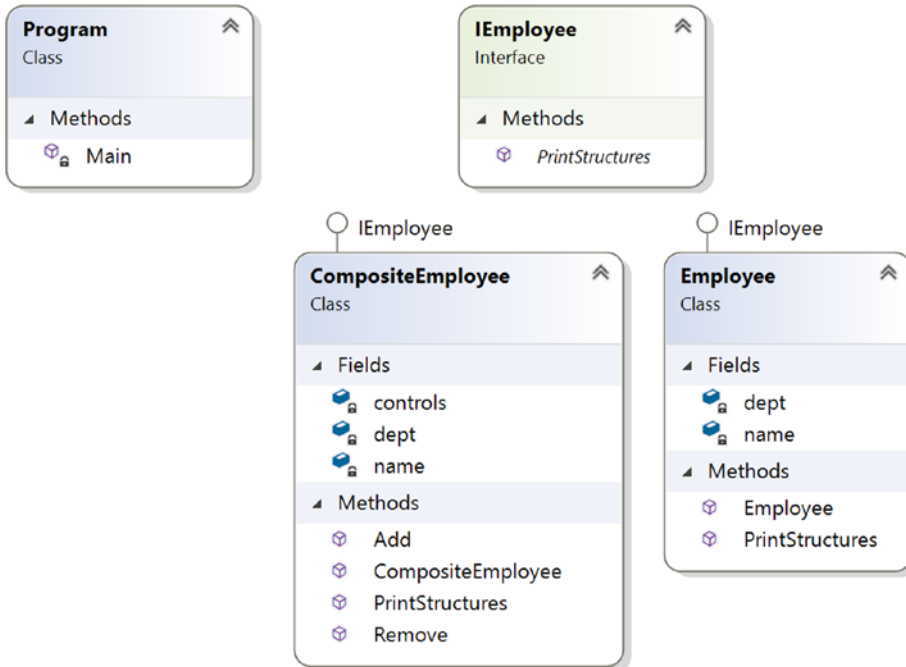 Program
Class
Methods
Main
IEmployee
Interface
Methods
PrintStructures
IEmployee
CompositeEmployee
Class
Fields
controls
dept
name
Methods
Add
CompositeEmployee
PrintStructures
Remove
IEmployee
Employee
Class
Fields
dept
name
Methods
Employee
PrintStructures